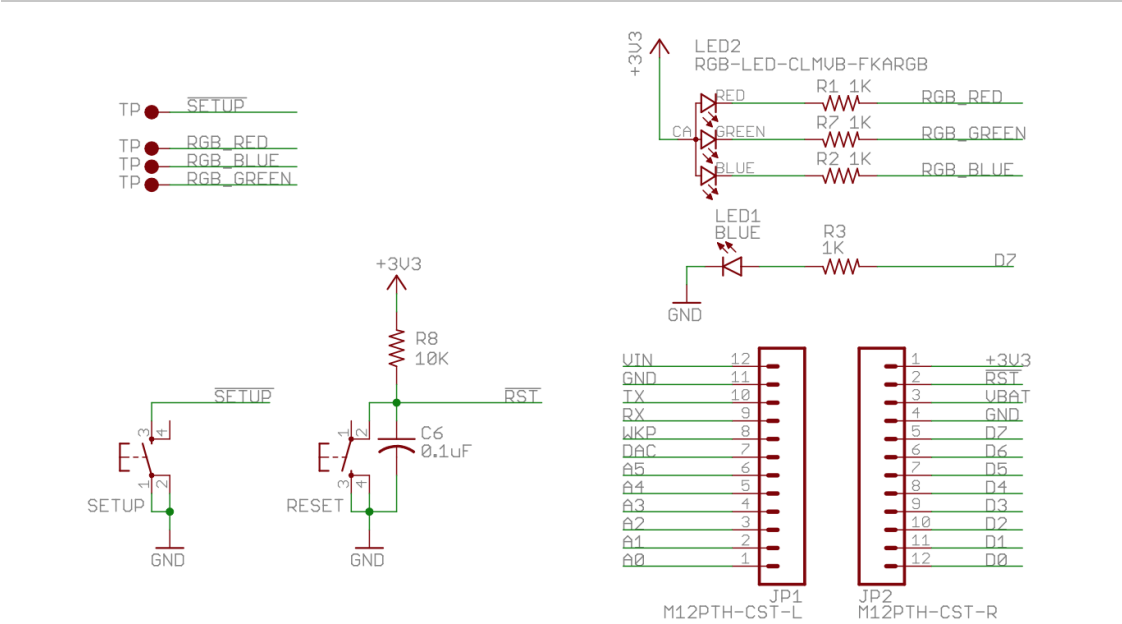 TP SETUP
TP RGB_RED
TP RGB_BLUE
TP RGB_GREEN
+3V3
LED2
RGB-LED-CLMVB-FKARGB
CA
RED
R1 1K
RGB_RED
GREEN
R7 1K
RGB_GREEN
BLUE
R2 1K
RGB_BLUE
LED1
BLUE
R3
1K
D7
GND
SETUP
3 4
1 2
SETUP
GND
+3V3
R8
10K
RST
1 2
3 4
C6
0.1uF
RESET
GND
VIN 12
GND 11
TX 10
RX 9
WKP 8
DAC 7
A5 6
A4 5
A3 4
A2 3
A1 2
A0 1
JP1
M12PTH-CST-L
1 +3V3
2 RST
3 VBAT
4 GND
5 D7
6 D6
7 D5
8 D4
9 D3
10 D2
11 D1
12 D0
JP2
M12PTH-CST-R